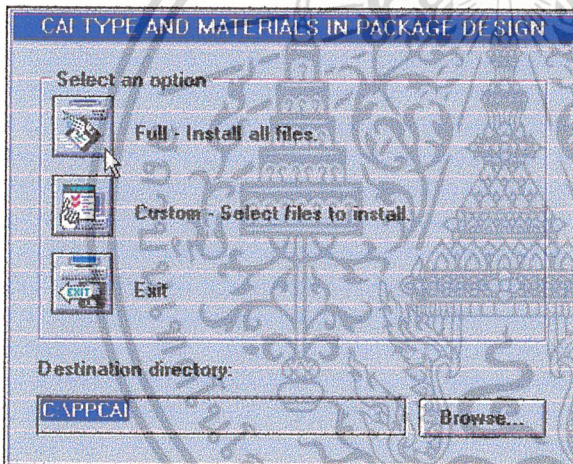 CAI TYPE AND MATERIALS IN PACKAGE DESIGN
Select an option
Full - Install all files.
Custom - Select files to install.
EXIT
Exit
Destination directory:
C:\PPCAI
Browse...